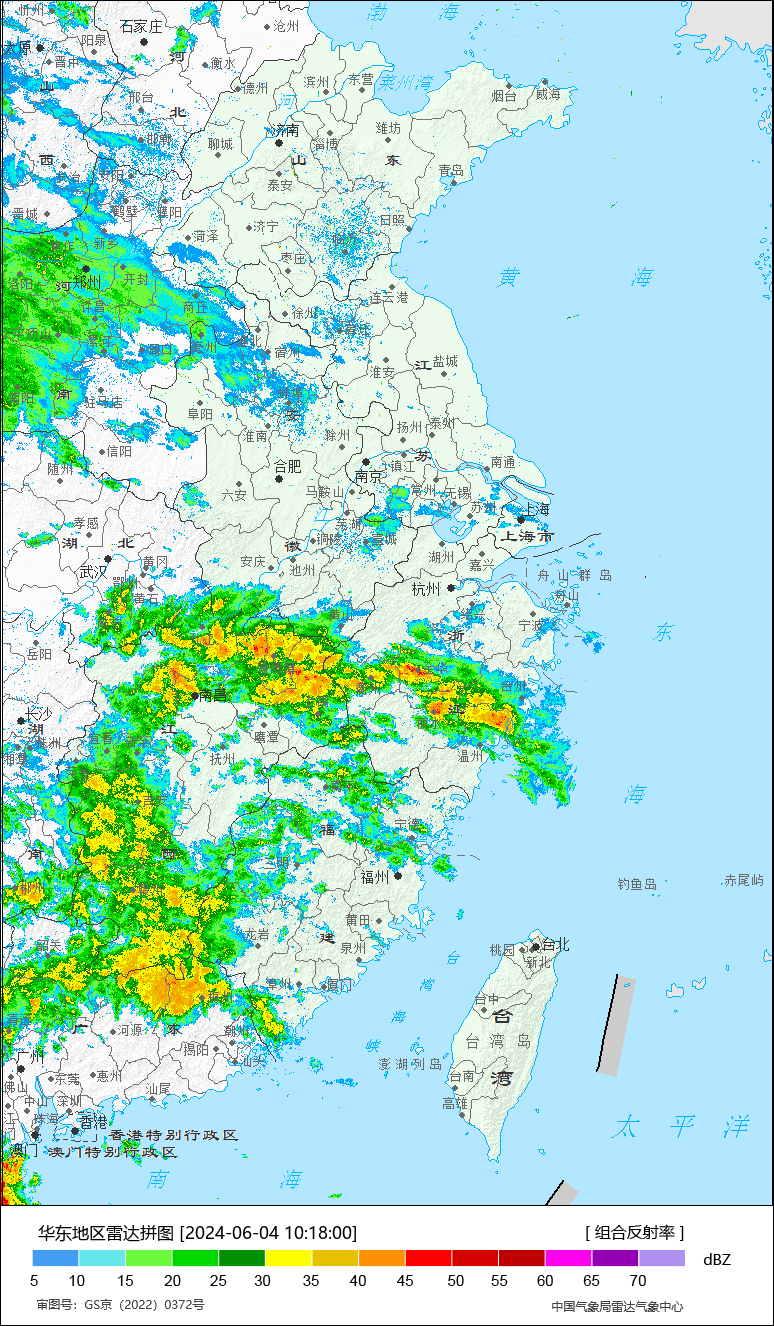 忻州
石家庄
沧州
渤 海
太原
阳泉
晋中
河
衡水
德州
滨州
东营
莱州湾
烟台
威海
山
邢台
北
河
济南
淄博
潍坊
聊城
山 东
邯郸
西
泰安
青岛
安阳
鹤壁
濮阳
晋城
济宁
日照
菏泽
新乡
枣庄
黄 海
河
郑州
开封
连云港
许昌
商丘
徐州
宿州
江
盐城
淮安
南
驻马店
阜阳
扬州
泰州
淮南
滁州
信阳
苏
随州
合肥
南京
镇江
南通
六安
马鞍山
常州
无锡
苏州
上海
孝感
芜湖
上海市
湖 北
铜陵
宣城
徽
湖州
安庆
池州
嘉兴
黄冈
武汉
鄂州
舟 山 群 岛
杭州
黄石
舟山
宁波
浙
东
岳阳
南昌
长沙
湖
江
鹰潭
抚州
温州
湘潭
海
福
宁德
南
西
福州
钓鱼岛
赤尾屿
莆田
龙岩
建
泉州
韶关
桃园
台北
新北
台
漳州
厦门
湾
台中
台
广 东
河源
潮州
海
揭阳
台 湾 岛
汕头
峡
广州
澎 湖 列 岛
东莞
惠州
台南
湾
佛山
汕尾
高雄
中山
深圳
珠海
香港
太 平 洋
香港特别行政区
澳门
澳门特别行政区
南 海
华东地区雷达拼图 [2024-06-04 10:18:00]
[ 组合反射率 ]
dBZ
5 10 15 20 25 30 35 40 45 50 55 60 65 70
审图号：GS京（2022）0372号
中国气象局雷达气象中心